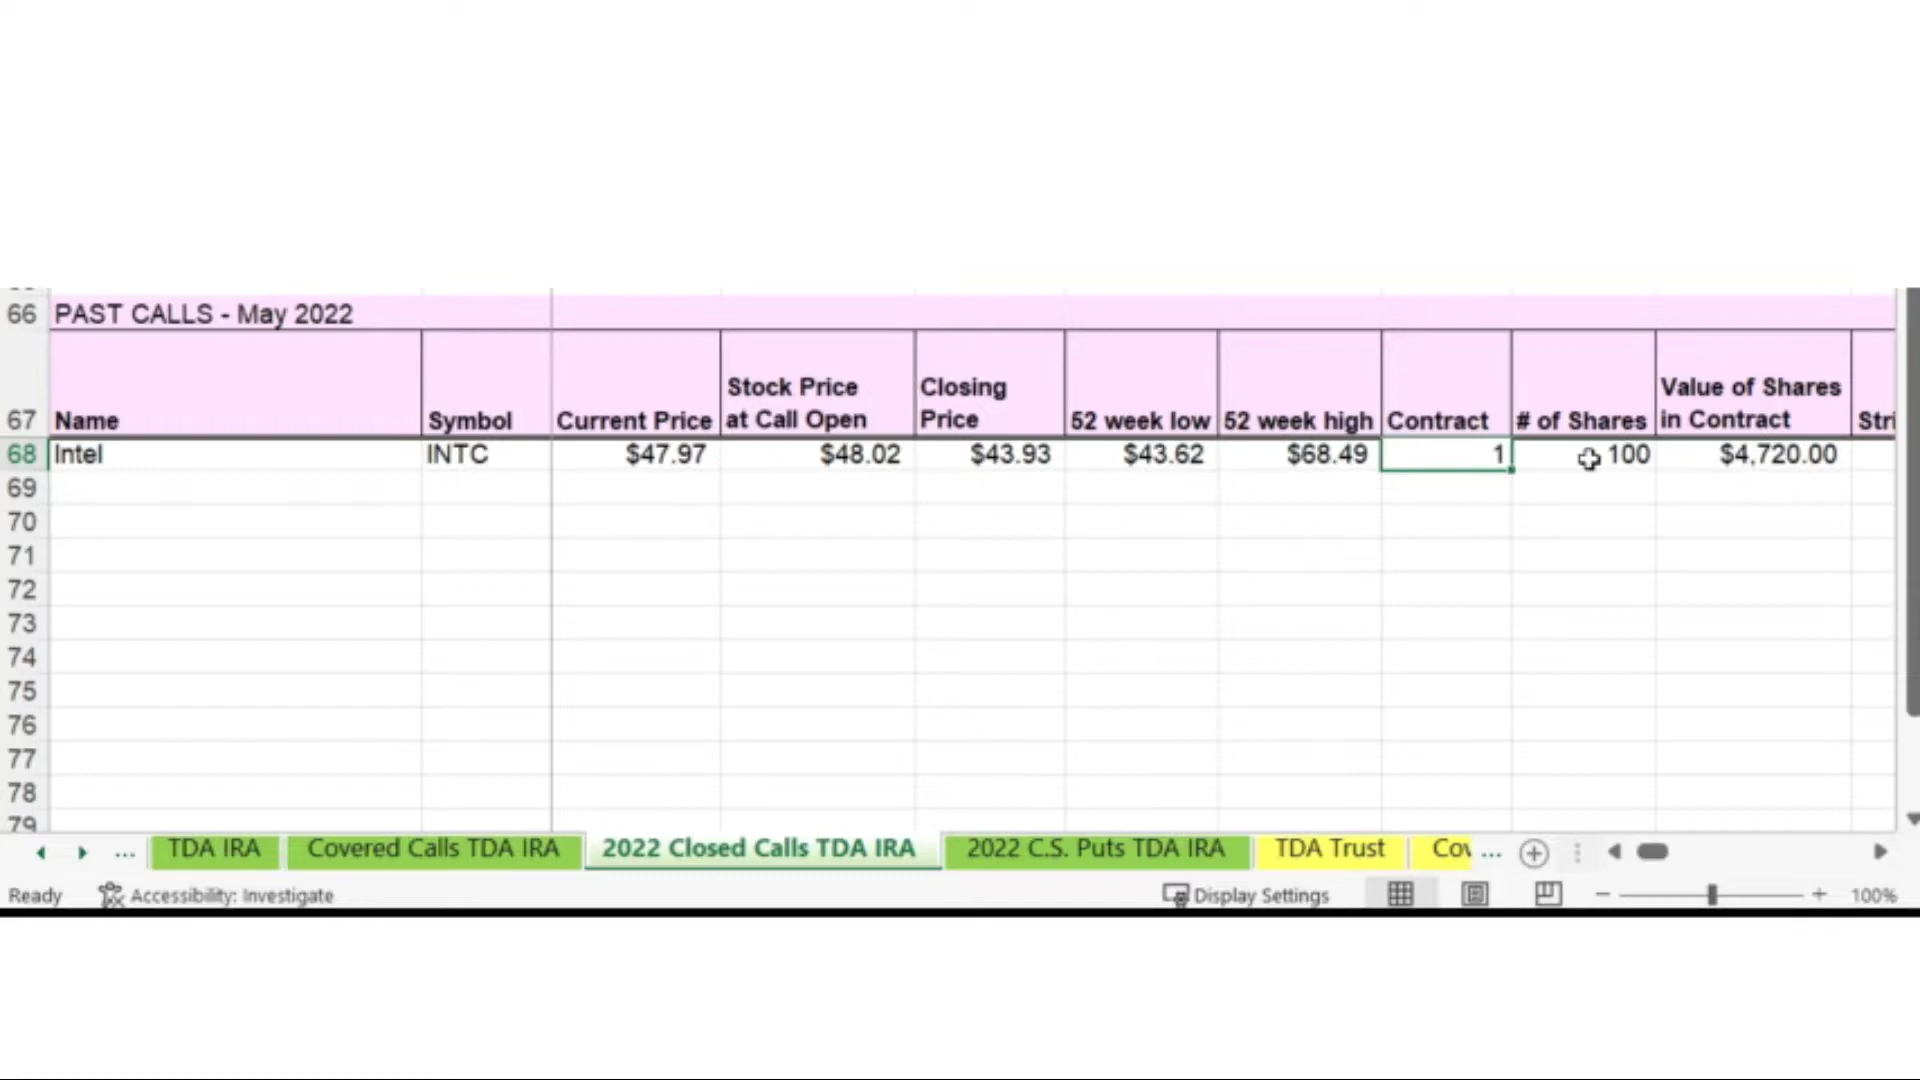 66 PAST CALLS - May 2022
67 Name Symbol Current Price Stock Price at Call Open Closing Price 52 week low 52 week high Contract # of Shares Value of Shares in Contract Stri
68 Intel INTC $47.97 $48.02 $43.93 $43.62 $68.49 1 100 $4,720.00
69
70
71
72
73
74
75
76
77
78
79
... TDA IRA Covered Calls TDA IRA 2022 Closed Calls TDA IRA 2022 C.S. Puts TDA IRA TDA Trust Cov ...
Ready Accessibility: Investigate Display Settings 100%